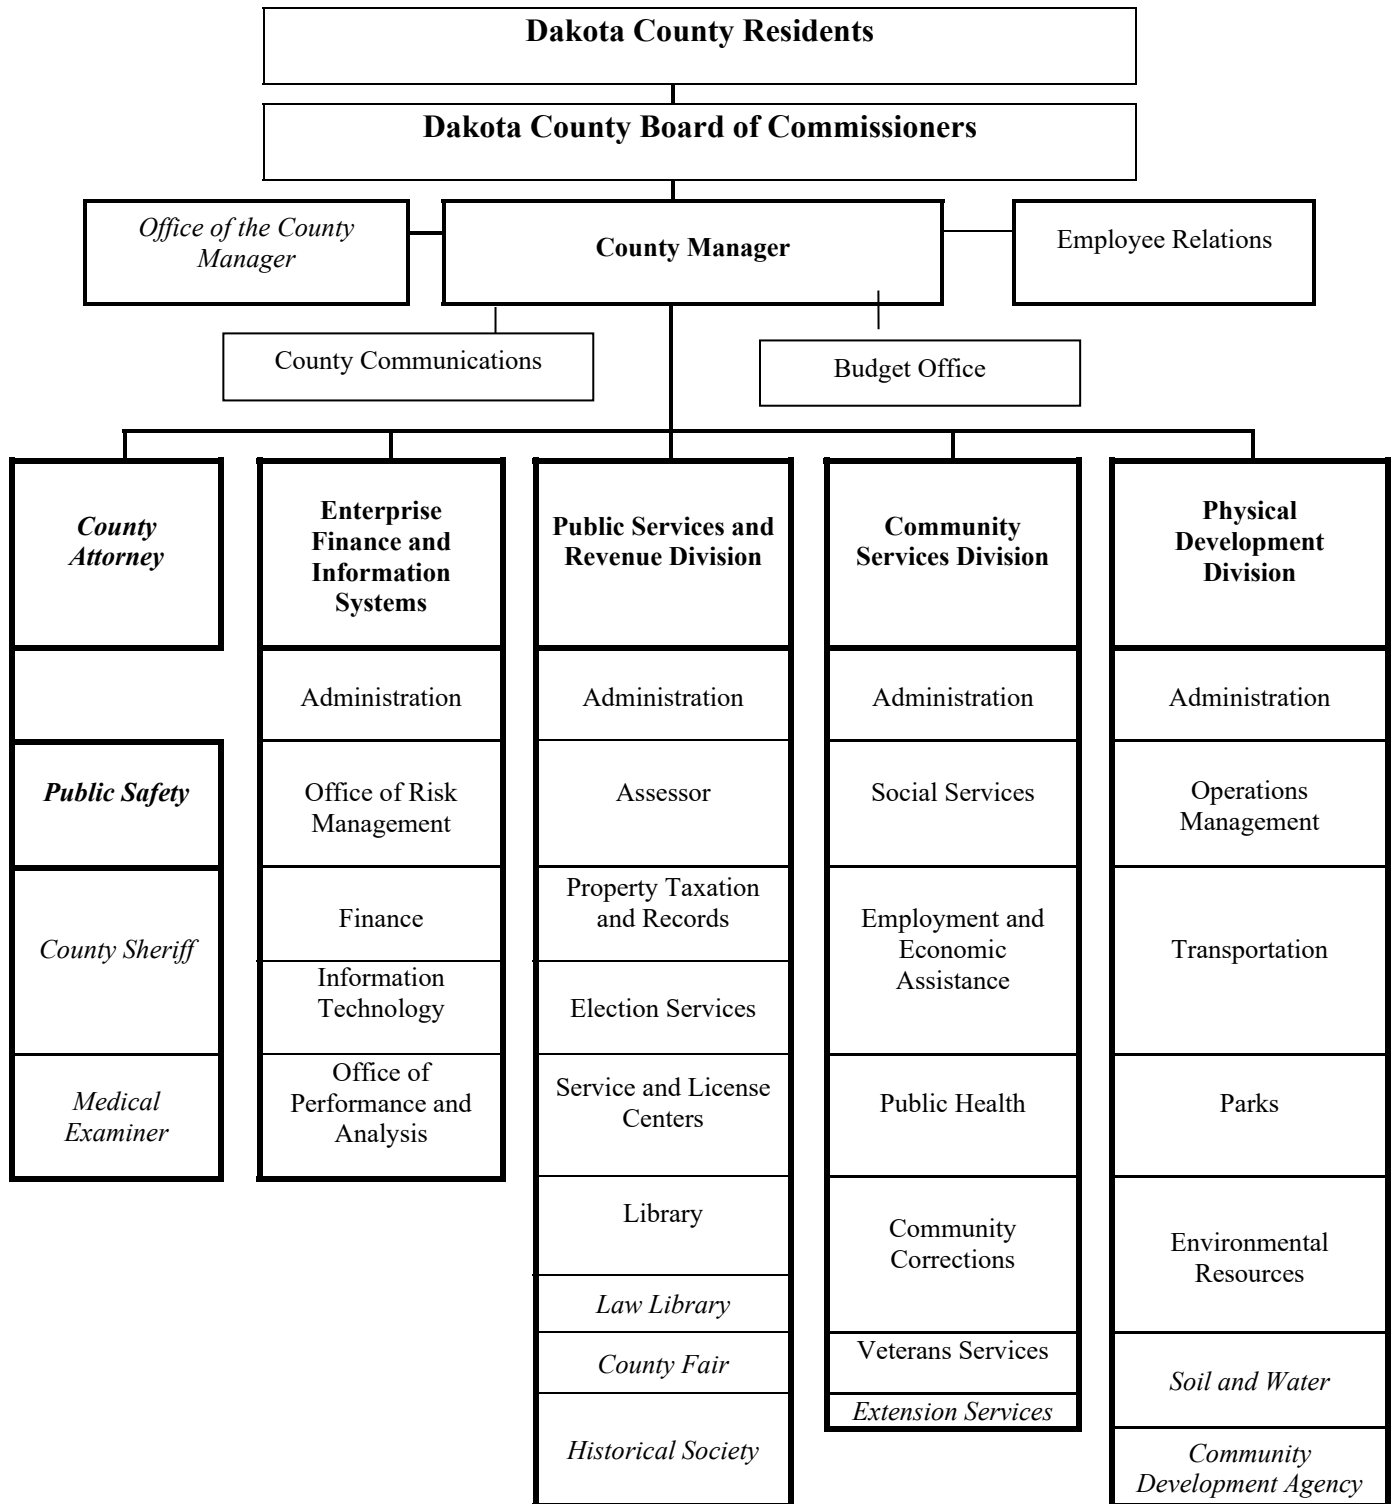 Dakota County Residents
Dakota County Board of Commissioners
Office of the County
Manager
County Manager
Employee Relations
County Communications
Budget Office
County
Attorney
Public Safety
County Sheriff
Medical
Examiner
Enterprise
Finance and
Information
Systems
Administration
Office of Risk
Management
Finance
Information
Technology
Office of
Performance and
Analysis
Public Services and
Revenue Division
Administration
Assessor
Property Taxation
and Records
Election Services
Service and License
Centers
Library
Law Library
County Fair
Historical Society
Community
Services Division
Administration
Social Services
Employment and
Economic
Assistance
Public Health
Community
Corrections
Veterans Services
Extension Services
Physical
Development
Division
Administration
Operations
Management
Transportation
Parks
Environmental
Resources
Soil and Water
Community
Development Agency